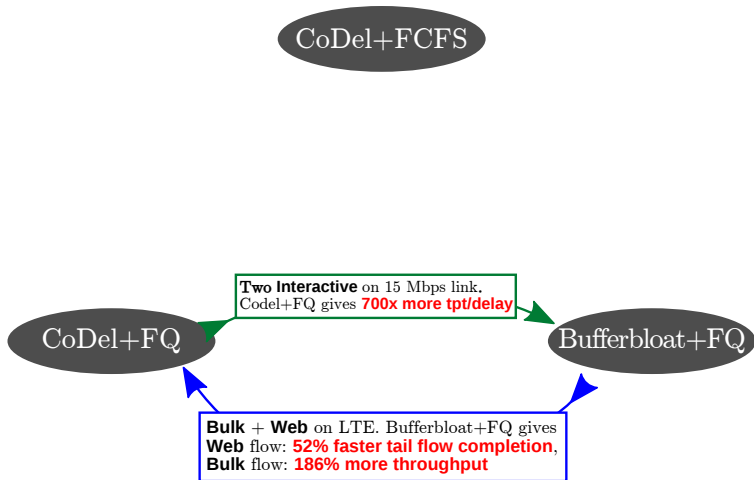 CoDel+FCFS
Two Interactive on 15 Mbps link.
Codel+FQ gives 700x more tpt/delay
CoDel+FQ
Bufferbloat+FQ
Bulk + Web on LTE. Bufferbloat+FQ gives
Web flow: 52% faster tail flow completion,
Bulk flow: 186% more throughput